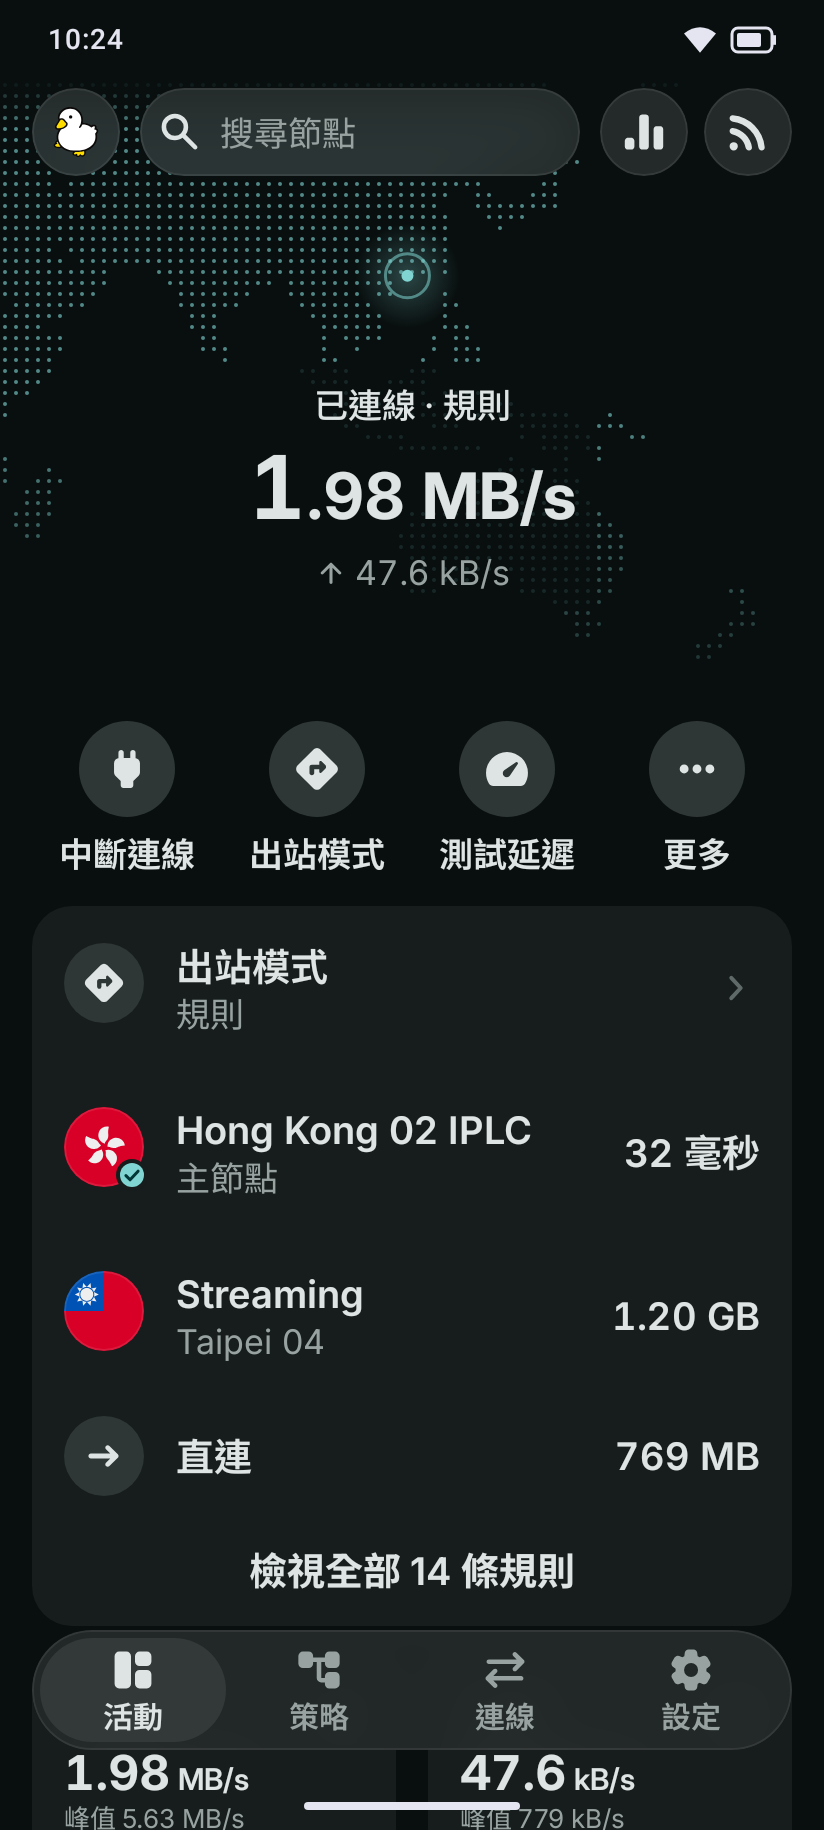 10:24
搜尋節點
已連線 · 規則
1.98 MB/s
↑ 47.6 kB/s
中斷連線 出站模式 測試延遲 更多
出站模式
規則
Hong Kong 02 IPLC
主節點
32 毫秒
Streaming
Taipei 04
1.20 GB
直連
769 MB
檢視全部 14 條規則
活動 策略 連線 設定
1.98 MB/s 47.6 kB/s
峰值 5.63 MB/s 峰值 779 kB/s